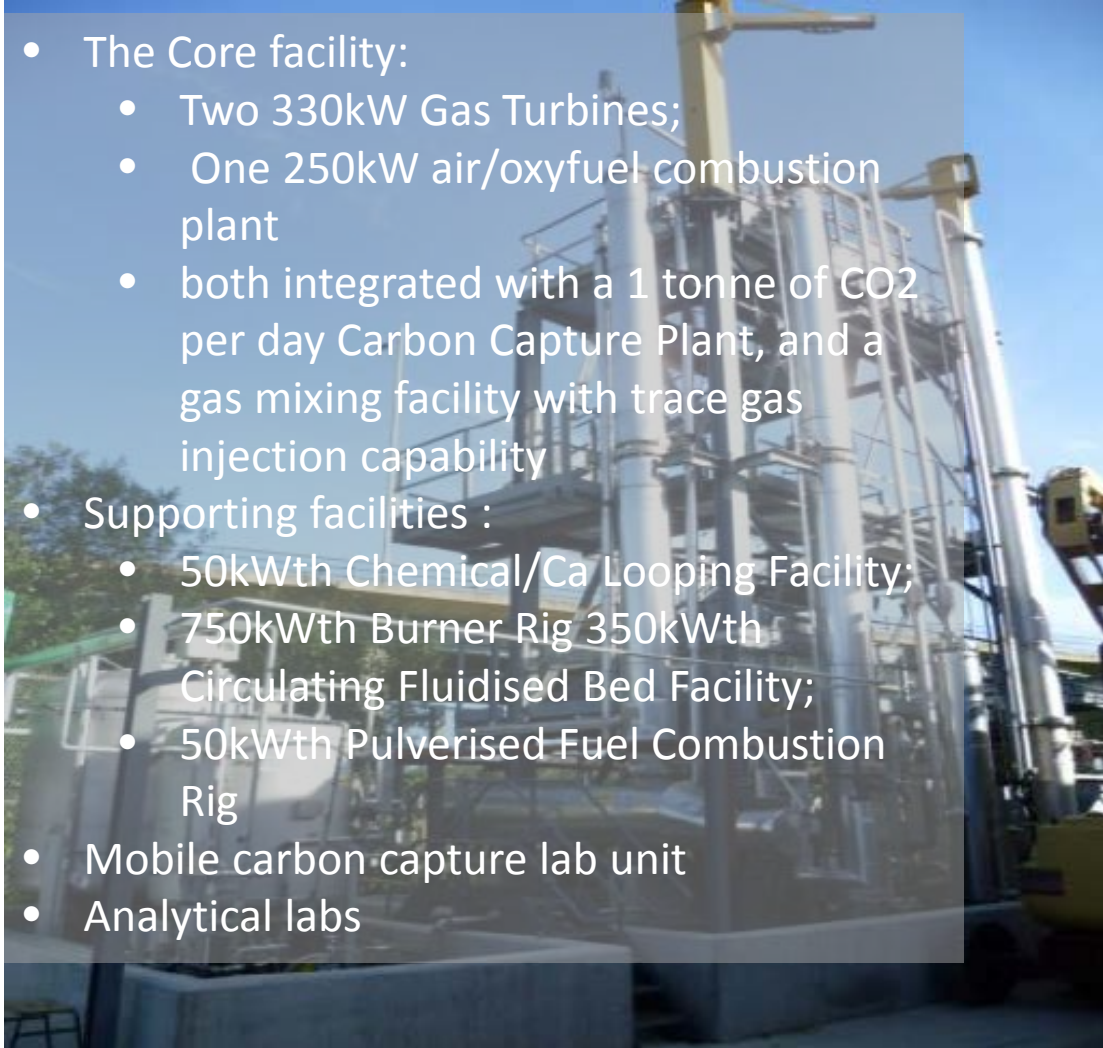 • The Core facility:
• Two 330kW Gas Turbines;
• One 250kW air/oxyfuel combustion
plant
• both integrated with a 1 tonne of CO2
per day Carbon Capture Plant, and a
gas mixing facility with trace gas
injection capability
• Supporting facilities :
• 50kWth Chemical/Ca Looping Facility;
• 750kWth Burner Rig 350kWth
Circulating Fluidised Bed Facility;
• 50kWth Pulverised Fuel Combustion
Rig
• Mobile carbon capture lab unit
• Analytical labs